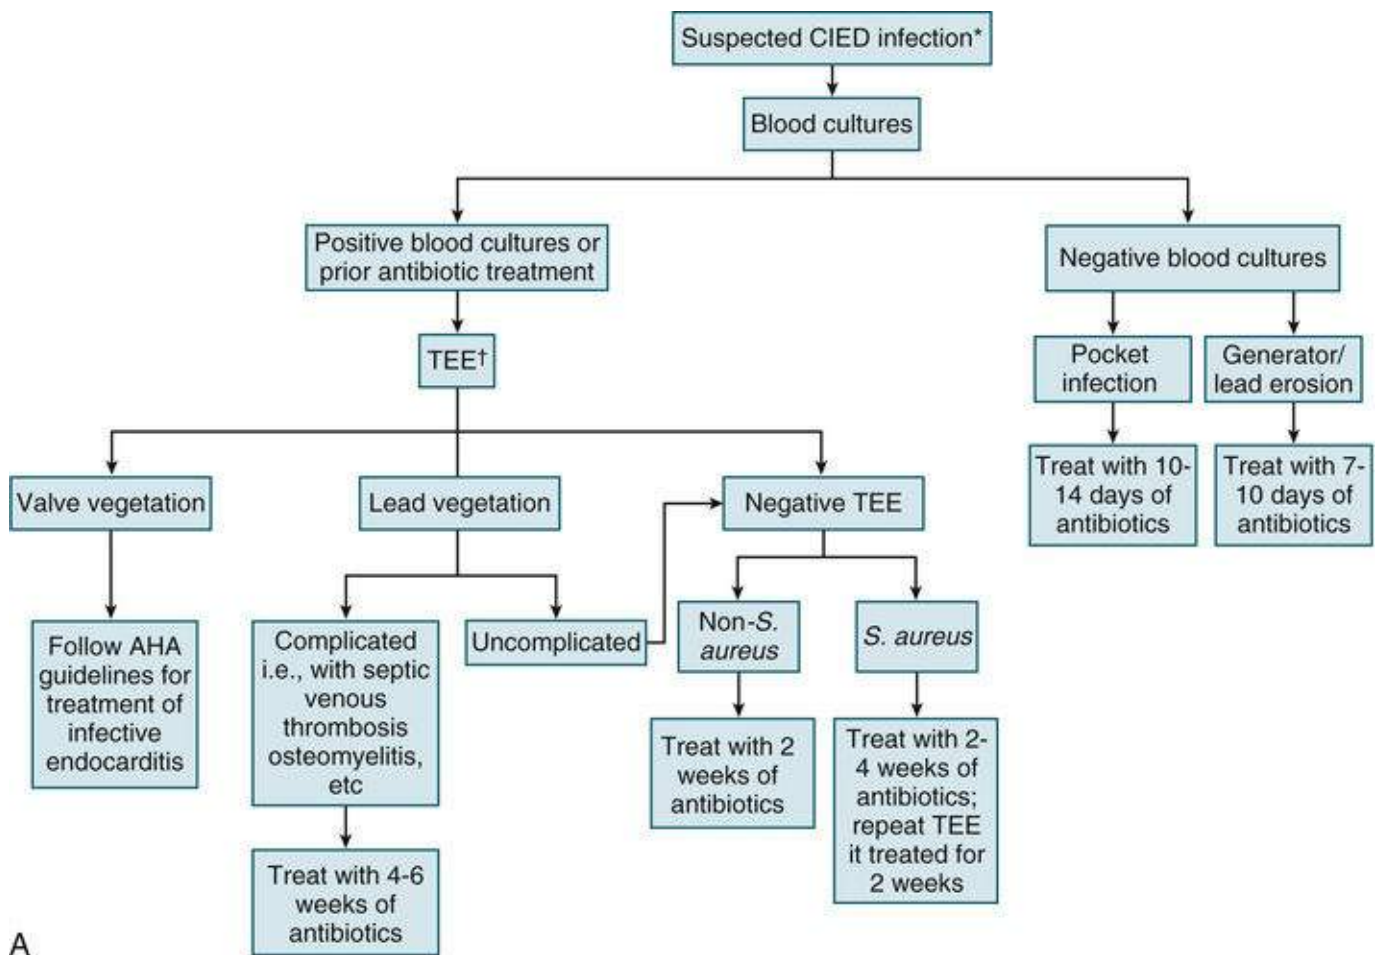 Suspected CIED infection*
Blood cultures
Positive blood cultures or
prior antibiotic treatment
Negative blood cultures
TEE†
Pocket
infection
Generator/
lead erosion
Treat with 10-
14 days of
antibiotics
Treat with 7-
10 days of
antibiotics
Valve vegetation
Lead vegetation
Negative TEE
Follow AHA
guidelines for
treatment of
infective
endocarditis
Complicated
i.e., with septic
venous
thrombosis
osteomyelitis,
etc
Uncomplicated
Non-S.
aureus
S. aureus
Treat with 4-6
weeks of
antibiotics
Treat with 2
weeks of
antibiotics
Treat with 2-
4 weeks of
antibiotics;
repeat TEE
it treated for
2 weeks
A